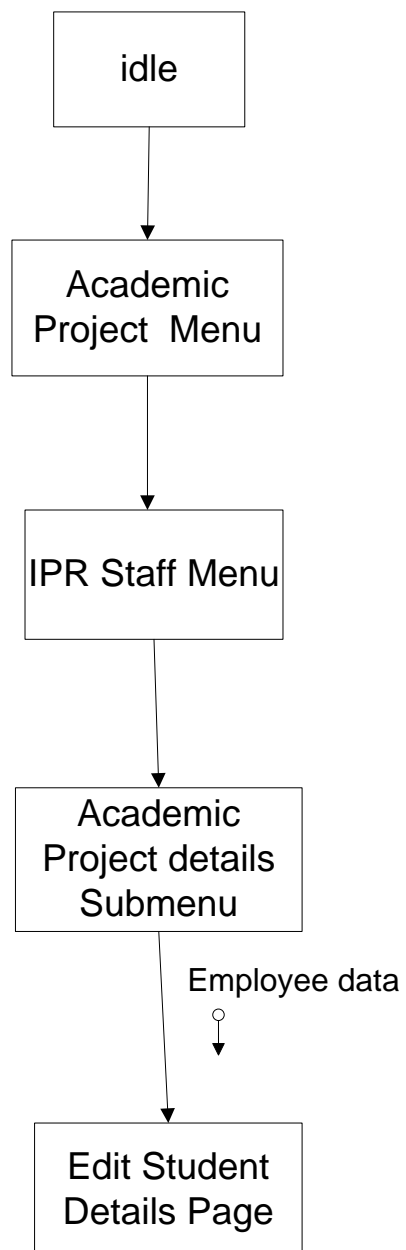 idle
Academic
Project Menu
IPR Staff Menu
Academic
Project details
Submenu
Employee data
Edit Student
Details Page